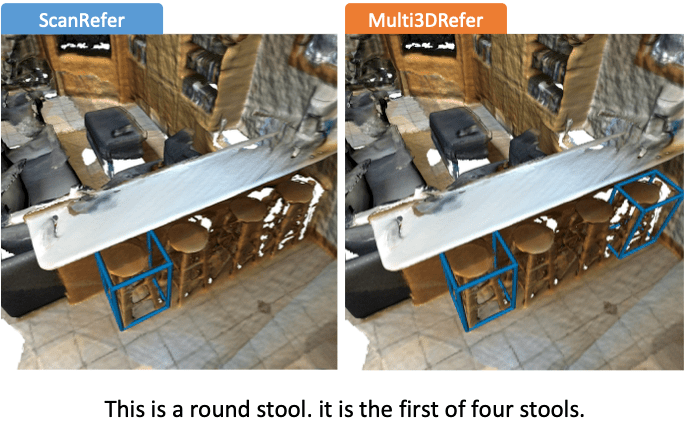 ScanRefer
Multi3DRefer
This is a round stool. it is the first of four stools.